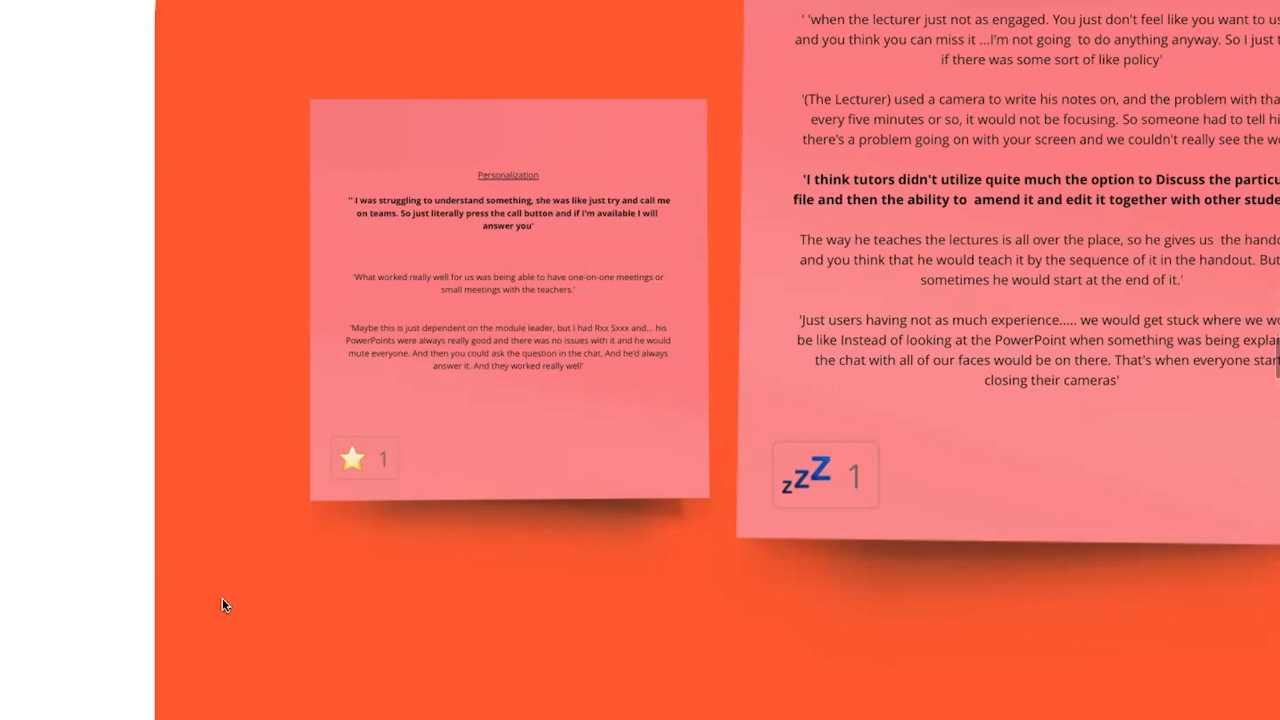 Personalization
'' I was struggling to understand something, she was like just try and call me
on teams. So just literally press the call button and if I'm available I will
answer you'
'What worked really well for us was being able to have one-on-one meetings or
small meetings with the teachers.'
'Maybe this is just dependent on the module leader, but I had Rxx Sxxx and... his
PowerPoints were always really good and there was no issues with it and he would
mute everyone. And then you could ask the question in the chat. And he'd always
answer it. And they worked really well'
1
' 'when the lecturer just not as engaged. You just don't feel like you want to
and you think you can miss it ...I'm not going to do anything anyway. So I just
if there was some sort of like policy'
'(The Lecturer) used a camera to write his notes on, and the problem with
every five minutes or so, it would not be focusing. So someone had to tell
there's a problem going on with your screen and we couldn't really see the
'I think tutors didn't utilize quite much the option to Discuss the
file and then the ability to amend it and edit it together with other
The way he teaches the lectures is all over the place, so he gives us the
and you think that he would teach it by the sequence of it in the handout. But
sometimes he would start at the end of it.'
'Just users having not as much experience..... we would get stuck where we
be like Instead of looking at the PowerPoint when something was being
the chat with all of our faces would be on there. That's when everyone
closing their cameras'
zzZ 1